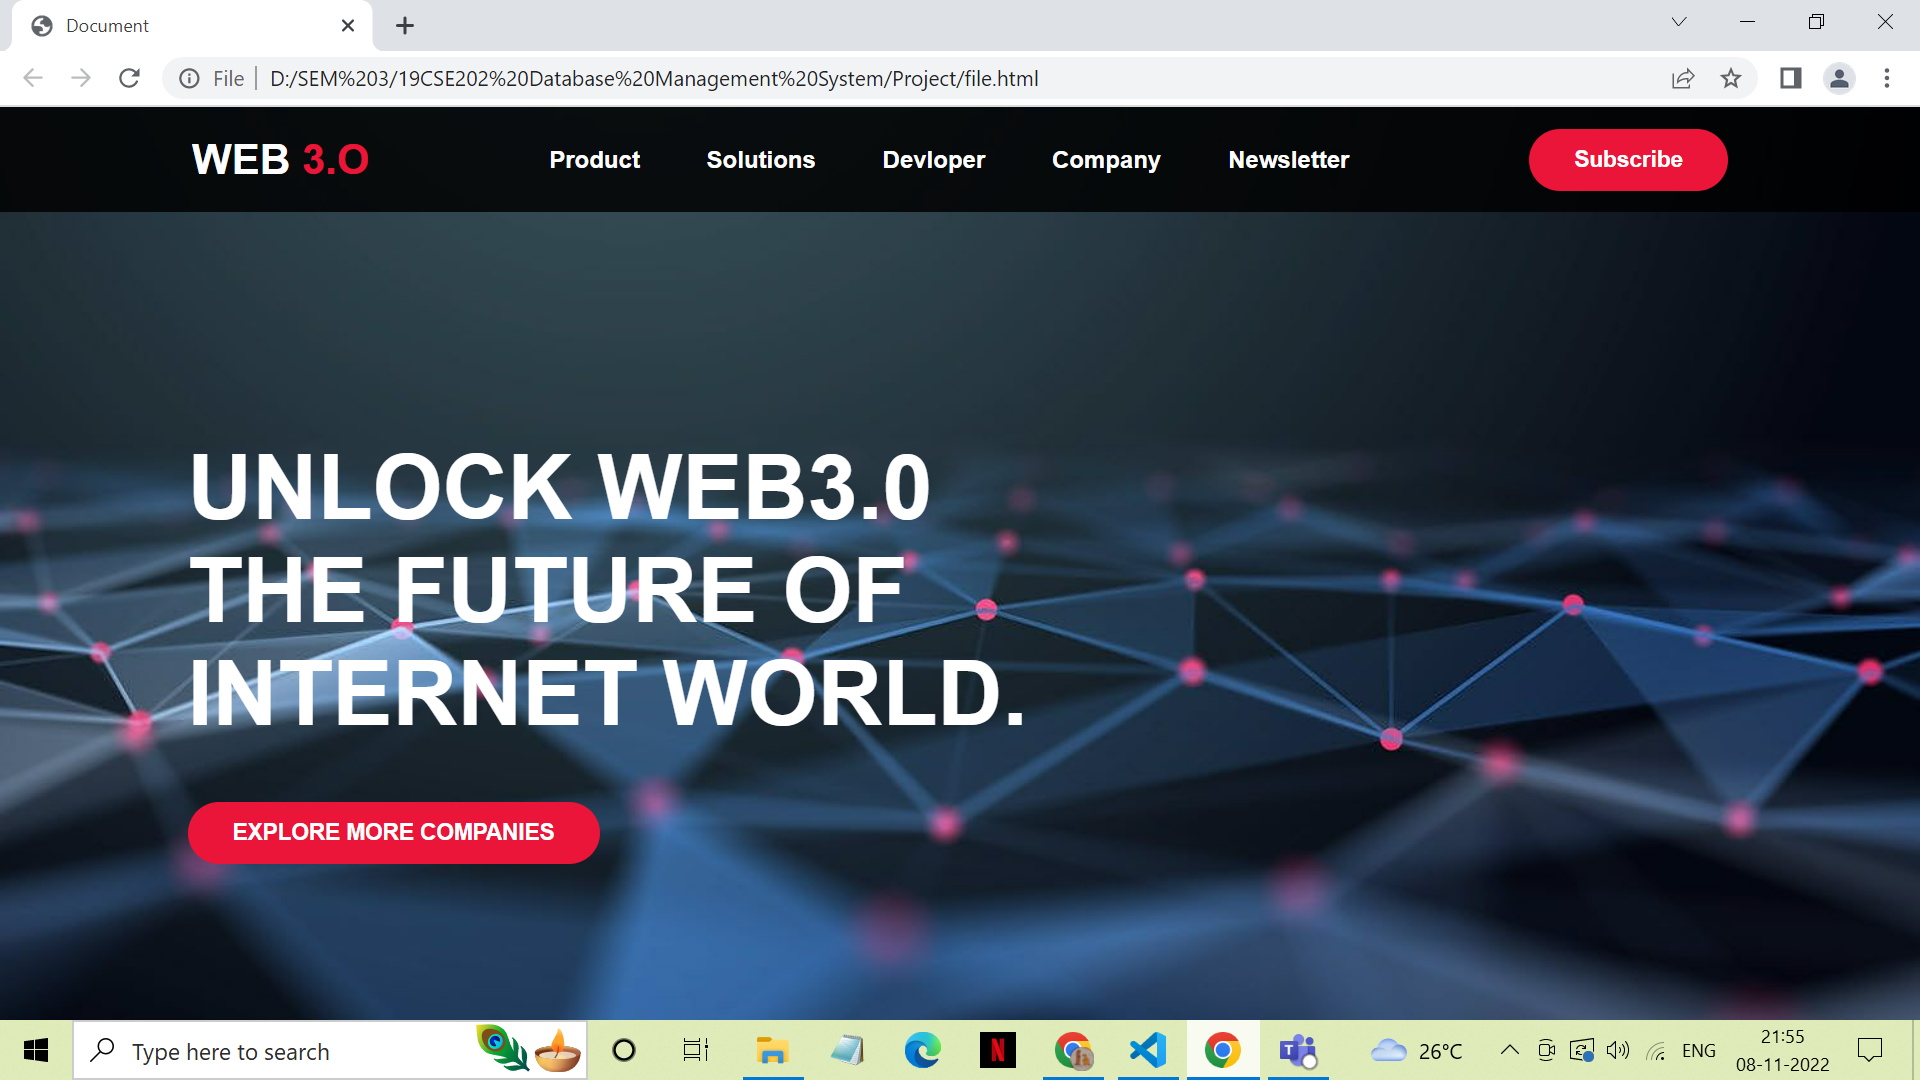 Document
File
D:/SEM%203/19CSE202%20Database%20Management%20System/Project/file.html
WEB 3.O
Product
Solutions
Devloper
Company
Newsletter
Subscribe
UNLOCK WEB3.0
THE FUTURE OF
INTERNET WORLD.
EXPLORE MORE COMPANIES
Type here to search
N
26°C
ENG
21:55
08-11-2022